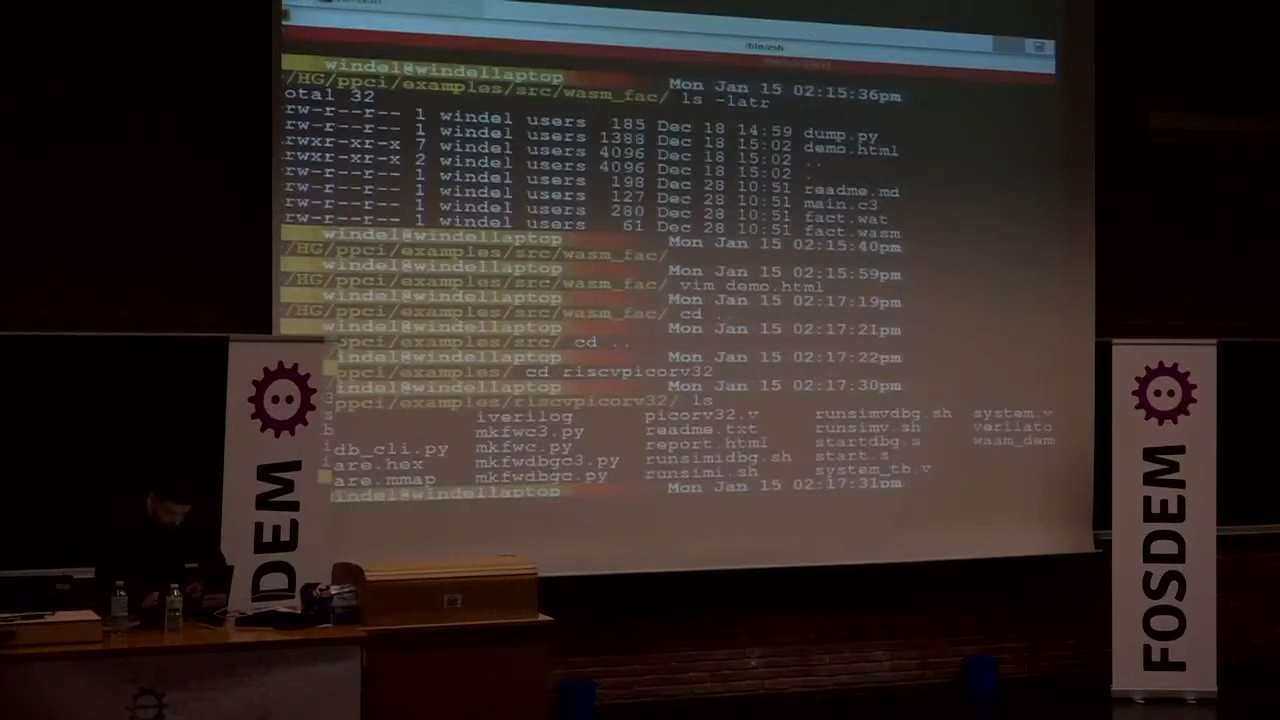 /bin/zsh
windel@windellaptop Mon Jan 15 02:15:36pm
/HG/ppci/examples/src/wasm_fac/ ls -latr
otal 32
rw-r--r-- 1 windel users 185 Dec 18 14:59 dump.py
rw-r--r-- 1 windel users 1388 Dec 18 15:02 demo.html
rwxr-xr-x 7 windel users 4096 Dec 18 15:02 ..
rwxr-xr-x 2 windel users 4096 Dec 18 15:02 .
rw-r--r-- 1 windel users 198 Dec 28 10:51 readme.md
rw-r--r-- 1 windel users 127 Dec 28 10:51 main.c3
rw-r--r-- 1 windel users 280 Dec 28 10:51 fact.wat
rw-r--r-- 1 windel users 61 Dec 28 10:51 fact.wasm
windel@windellaptop Mon Jan 15 02:15:40pm
/HG/ppci/examples/src/wasm_fac/
windel@windellaptop Mon Jan 15 02:15:59pm
/HG/ppci/examples/src/wasm_fac/ vim demo.html
windel@windellaptop Mon Jan 15 02:17:19pm
/HG/ppci/examples/src/wasm_fac/ cd ..
windel@windellaptop Mon Jan 15 02:17:21pm
ppci/examples/src/ cd ..
indel@windellaptop Mon Jan 15 02:17:22pm
ppci/examples/ cd riscvpicorv32
indel@windellaptop Mon Jan 15 02:17:30pm
ppci/examples/riscvpicorv32/ ls
iverilog picorv32.v runsimvdbg.sh system.v
mkfwc3.py readme.txt runsimv.sh verilato
db_cli.py mkfwc.py report.html startdbg.s wasm_dem
are.hex mkfwdbgc3.py runsimidbg.sh start.s
are.mmap mkfwdbgc.py runsimi.sh system_tb.v
indel@windellaptop Mon Jan 15 02:17:31pm
DEM
FOSDEM